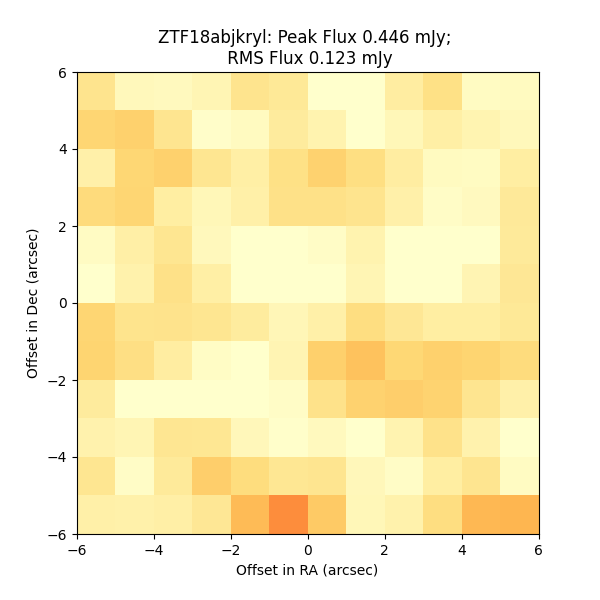 ZTF18abjkryl: Peak Flux 0.446 mJy;
RMS Flux 0.123 mJy
6
4
2
0
−2
−4
−6
Offset in Dec (arcsec)
−6 −4 −2 0 2 4 6
Offset in RA (arcsec)